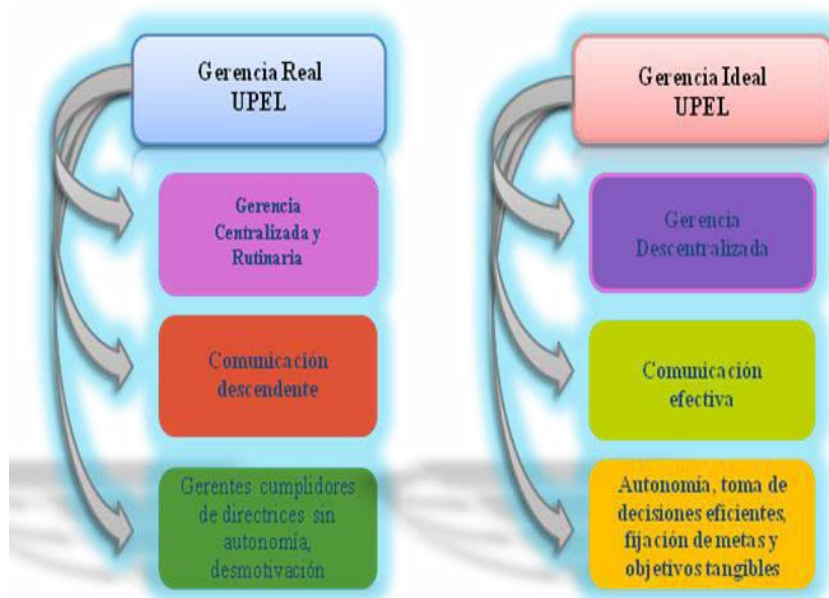 Gerencia Real
UPEL
Gerencia
Centralizada y
Rutinaria
Comunicación
descendente
Gerentes cumplidores
de directrices sin
autonomía,
desmotivación
Gerencia Ideal
UPEL
Gerencia
Descentralizada
Comunicación
efectiva
Autonomía, toma de
decisiones eficientes,
fijación de metas y
objetivos tangibles